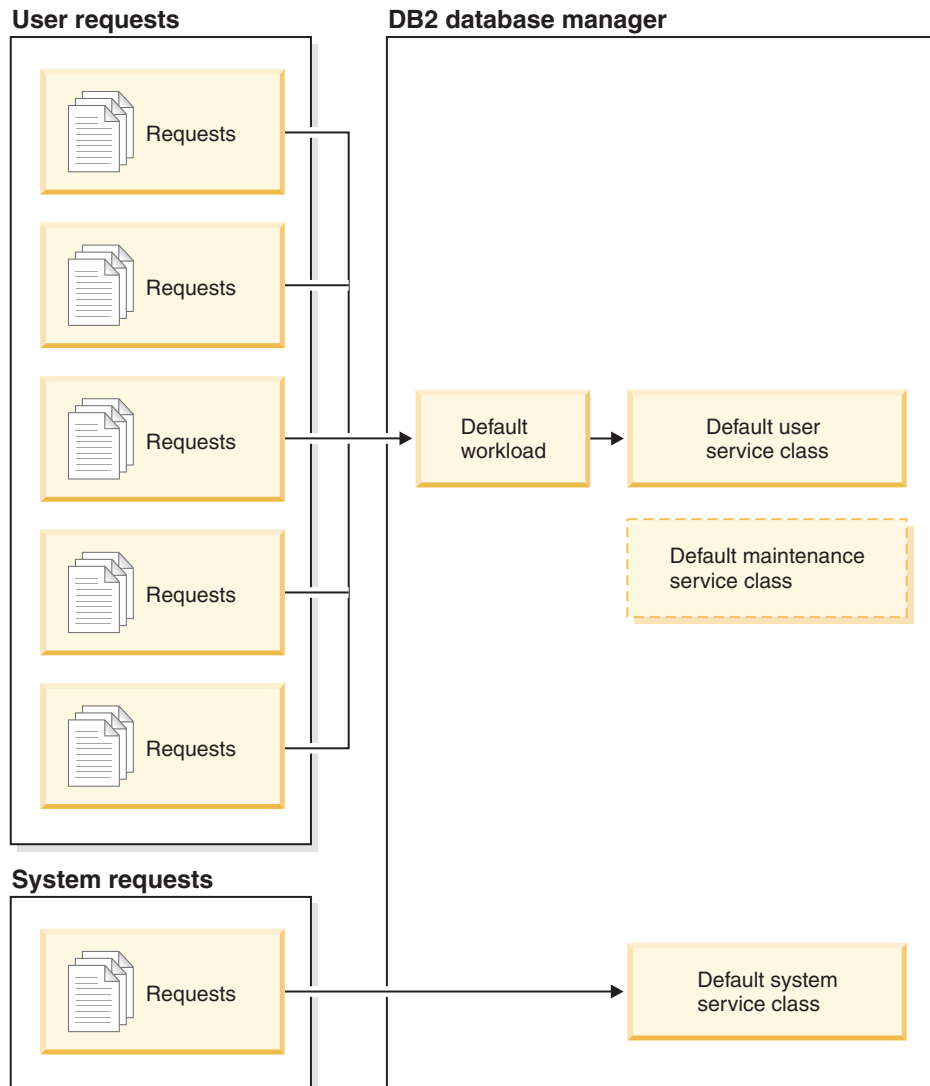 User requests
DB2 database manager
Requests
Requests
Requests
Default
workload
Default user
service class
Default maintenance
service class
Requests
Requests
System requests
Requests
Default system
service class